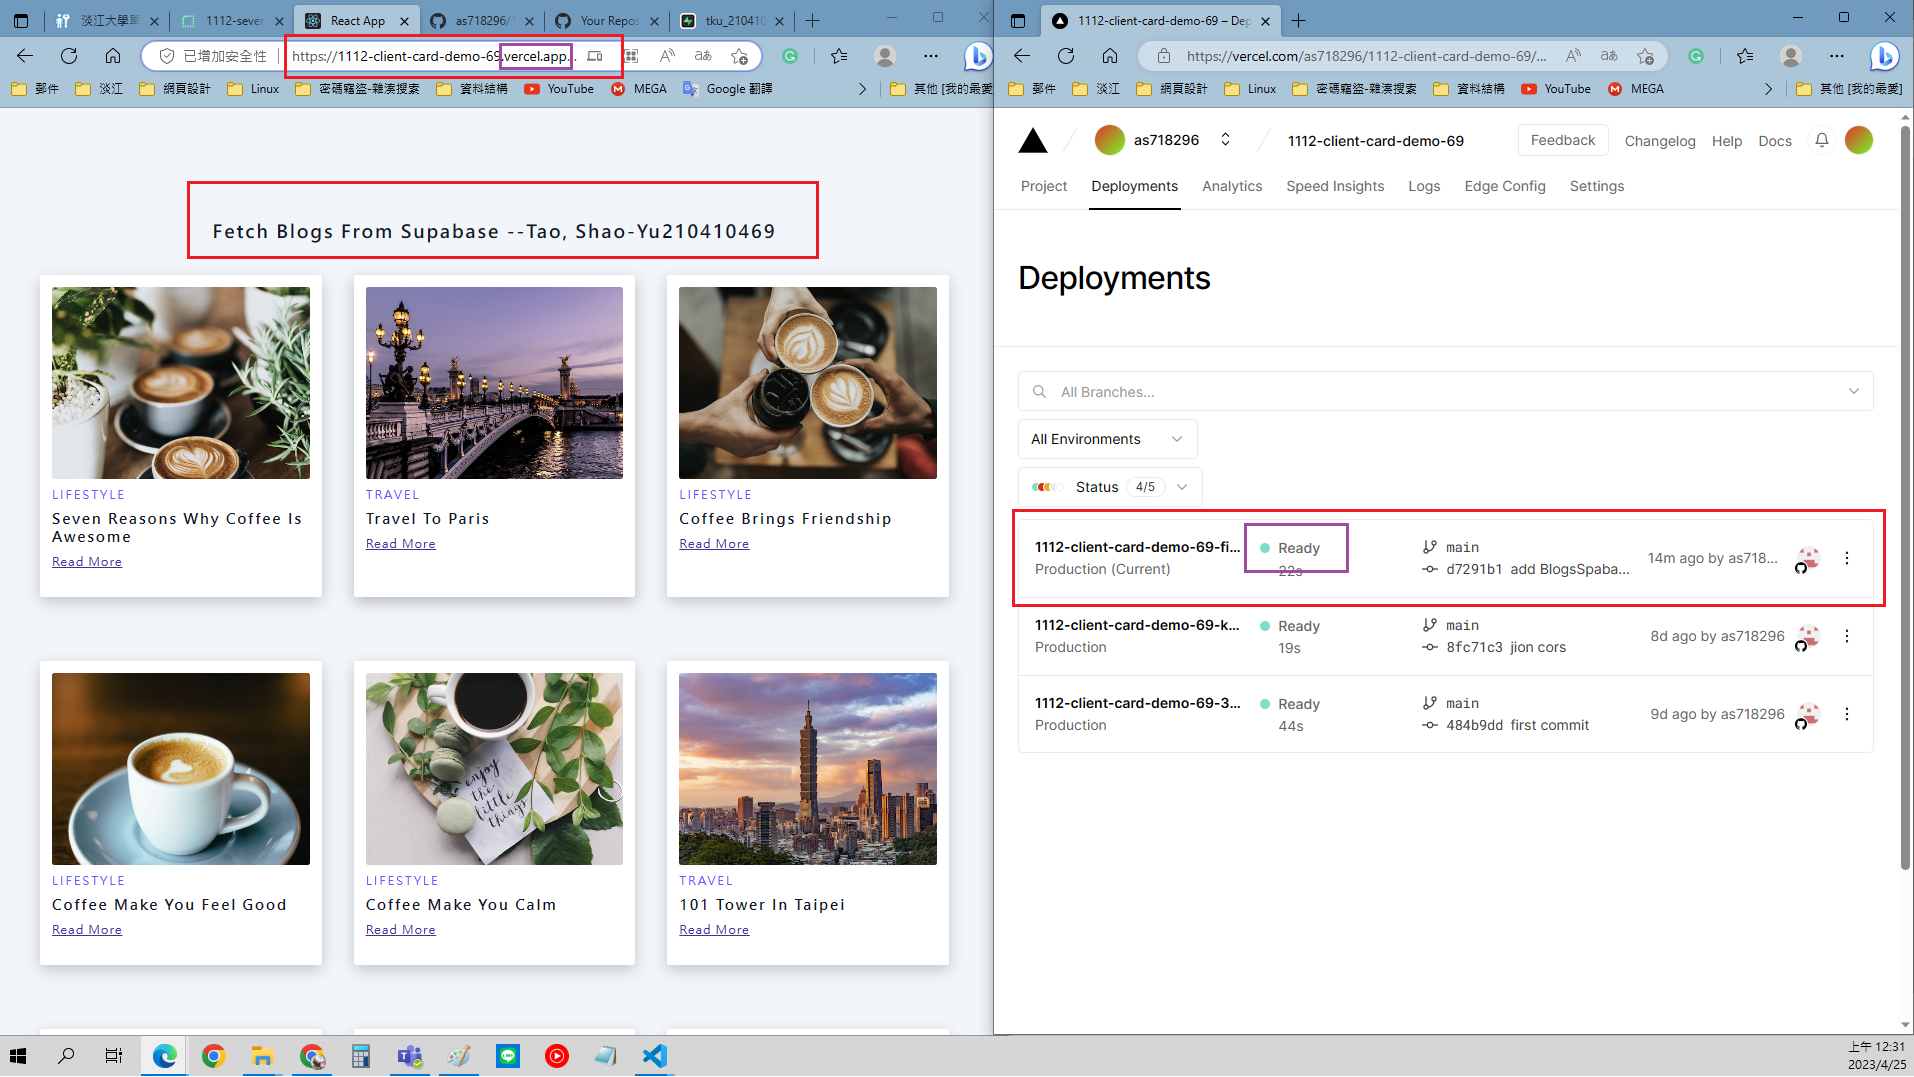 淡江大學單
1112-sever
React App
as718296/1
Your Repos
tku_21041
已增加安全性
https://1112-client-card-demo-69.vercel.app...
あ
郵件
淡江
網頁設計
Linux
密碼竊盜-雜湊搜索
資料結構
YouTube
MEGA
Google 翻譯
其他 [我的最愛
Fetch Blogs From Supabase --Tao, Shao-Yu210410469
LIFESTYLE
Seven Reasons Why Coffee Is
Awesome
Read More
TRAVEL
Travel To Paris
Read More
LIFESTYLE
Coffee Brings Friendship
Read More
enjoy
the
little
things
LIFESTYLE
Coffee Make You Feel Good
Read More
LIFESTYLE
Coffee Make You Calm
Read More
TRAVEL
101 Tower In Taipei
Read More
1112-client-card-demo-69 – Dep
https://vercel.com/as718296/1112-client-card-demo-69/...
郵件
淡江
網頁設計
Linux
密碼竊盜-雜湊搜索
資料結構
YouTube
MEGA
其他 [我的最愛]
as718296
1112-client-card-demo-69
Feedback
Changelog
Help
Docs
Project
Deployments
Analytics
Speed Insights
Logs
Edge Config
Settings
Deployments
All Branches...
All Environments
Status 4/5
1112-client-card-demo-69-fi...
Production (Current)
Ready
22s
main
d7291b1 add BlogsSpaba...
14m ago by as718...
1112-client-card-demo-69-k...
Production
Ready
19s
main
8fc71c3 jion cors
8d ago by as718296
1112-client-card-demo-69-3...
Production
Ready
44s
main
484b9dd first commit
9d ago by as718296
上午 12:31
2023/4/25